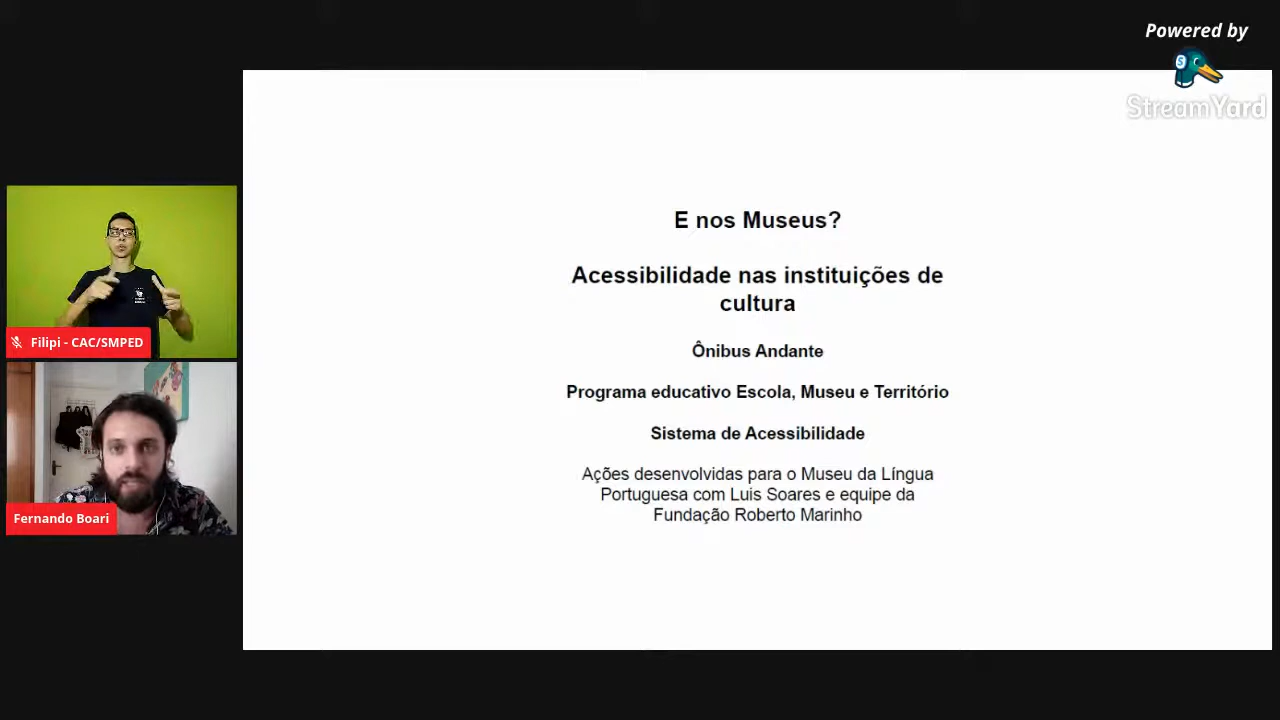 Powered by
StreamYard
E nos Museus?
Acessibilidade nas instituições de
cultura
Ônibus Andante
Programa educativo Escola, Museu e Território
Sistema de Acessibilidade
Ações desenvolvidas para o Museu da Língua
Portuguesa com Luis Soares e equipe da
Fundação Roberto Marinho
Filipi - CAC/SMPED
Fernando Boari